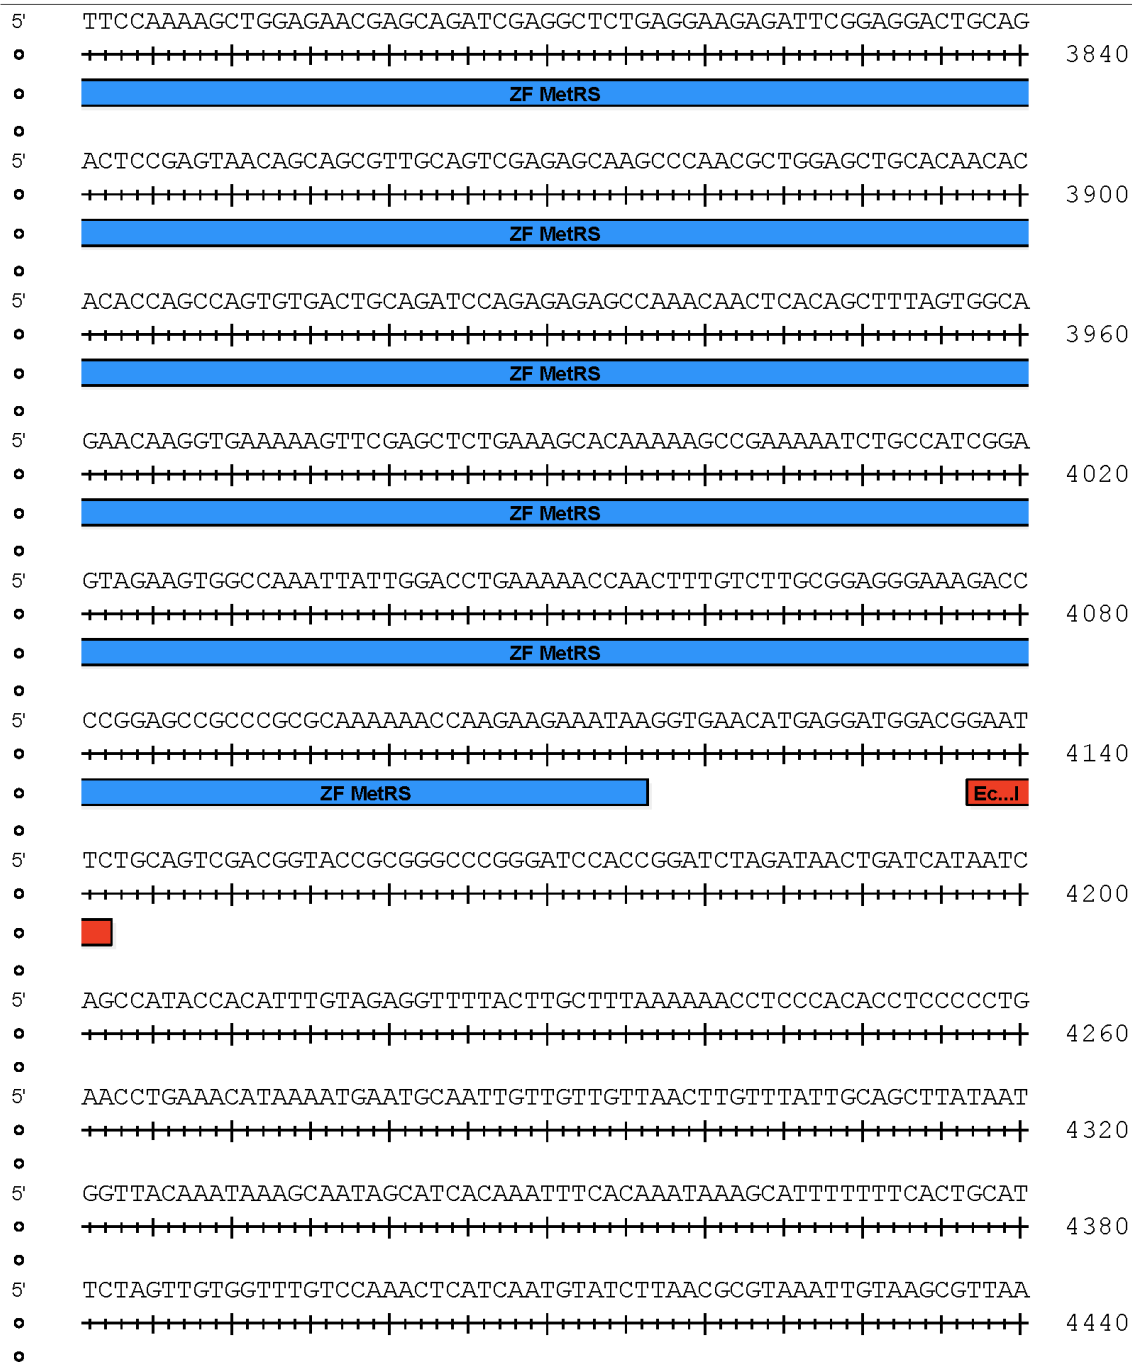 5' TTCCAAAAGCTGGAGAACGAGCAGATCGAGGCTCTGAGGAAGAGATTCGGAGGACTGCAG
3840
ZF MetRS
5' ACTCCGAGTAACAGCAGCGTTGCAGTCGAGAGCAAGCCCAACGCTGGAGCTGCACAACAC
3900
ZF MetRS
5' ACACCAGCCAGTGTGACTGCAGATCCAGAGAGAGCCAAACAACTCACAGCTTTAGTGGCA
3960
ZF MetRS
5' GAACAAGGTGAAAAAGTTCGAGCTCTGAAAGCACAAAAAGCCGAAAAATCTGCCATCGGA
4020
ZF MetRS
5' GTAGAAGTGGCCAAATTATTGGACCTGAAAAACCAACTTTGTCTTGCGGAGGGAAAGACC
4080
ZF MetRS
5' CCGGAGCCGCCCGCGCAAAAAACCAAGAAGAAATAAGGTGAACATGAGGATGGACGGAAT
4140
ZF MetRS Ec...I
5' TCTGCAGTCGACGGTACCGCGGGCCCGGGATCCACCGGATCTAGATAACTGATCATAATC
4200
5' AGCCATACCACATTTGTAGAGGTTTTACTTGCTTTAAAAAACCTCCCACACCTCCCCCTG
4260
5' AACCTGAAACATAAAATGAATGCAATTGTTGTTGTTAACTTGTTTATTGCAGCTTATAAT
4320
5' GGTTACAAATAAAGCAATAGCATCACAAATTTCACAAATAAAGCATTTTTTTCACTGCAT
4380
5' TCTAGTTGTGGTTTGTCCAAACTCATCAATGTATCTTAACGCGTAAATTGTAAGCGTTAA
4440